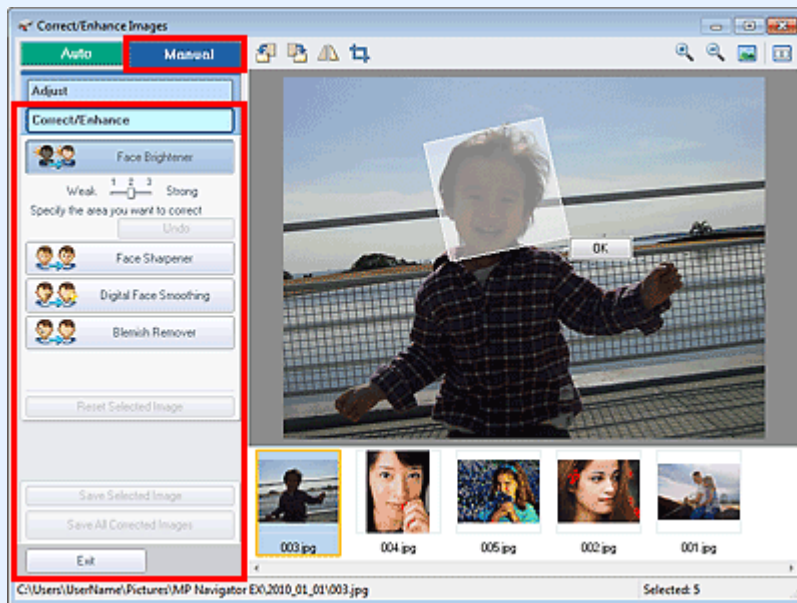 Correct/Enhance Images
Auto
Manual
Adjust
Correct/Enhance
Face Brightener
1 2 3
Weak Strong
Specify the area you want to correct
Undo
Face Sharpener
Digital Face Smoothing
Blemish Remover
Reset Selected Image
Save Selected Image
Save All Corrected Images
Exit
OK
003.jpg
004.jpg
005.jpg
002.jpg
001.jpg
C:\Users\UserName\Pictures\MP Navigator EX\2010_01_01\003.jpg
Selected: 5